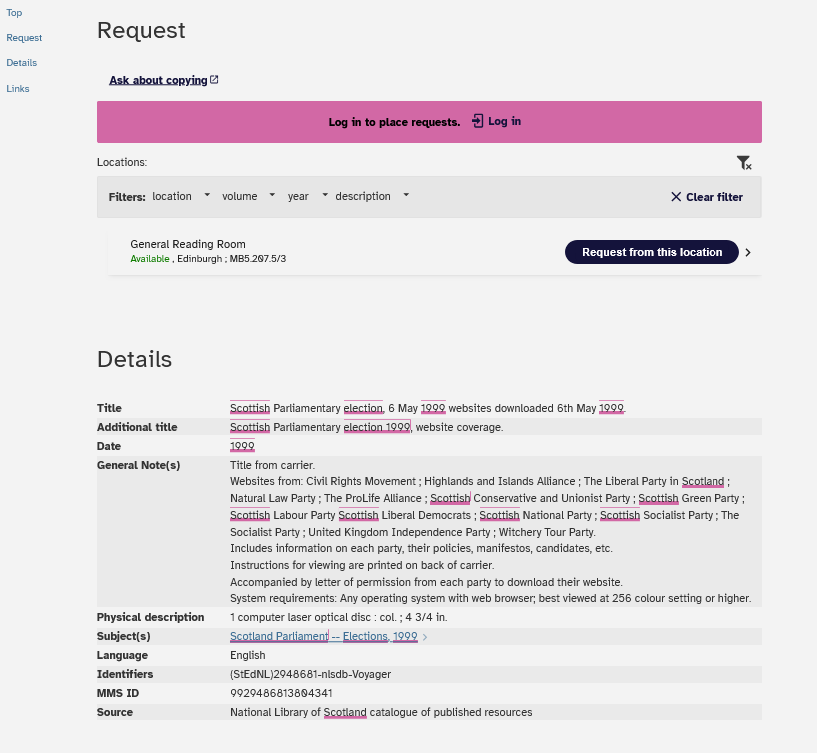 Top
Request
Details
Links
Request
Ask about copying
Log in to place requests. Log in
Locations:
Filters: location volume year description Clear filter
General Reading Room
Available , Edinburgh ; MB5.207.5/3
Request from this location
Details
Title Scottish Parliamentary election, 6 May 1999 websites downloaded 6th May 1999.
Additional title Scottish Parliamentary election 1999, website coverage.
Date 1999
General Note(s) Title from carrier.
Websites from: Civil Rights Movement ; Highlands and Islands Alliance ; The Liberal Party in Scotland ;
Natural Law Party ; The ProLife Alliance ; Scottish Conservative and Unionist Party ; Scottish Green Party ;
Scottish Labour Party Scottish Liberal Democrats ; Scottish National Party ; Scottish Socialist Party ; The
Socialist Party ; United Kingdom Independence Party ; Witchery Tour Party.
Includes information on each party, their policies, manifestos, candidates, etc.
Instructions for viewing are printed on back of carrier.
Accompanied by letter of permission from each party to download their website.
System requirements: Any operating system with web browser; best viewed at 256 colour setting or higher.
Physical description 1 computer laser optical disc : col. ; 4 3/4 in.
Subject(s) Scotland Parliament -- Elections, 1999 >
Language English
Identifiers (StEdNL)2948681-nlsdb-Voyager
MMS ID 9929486813804341
Source National Library of Scotland catalogue of published resources